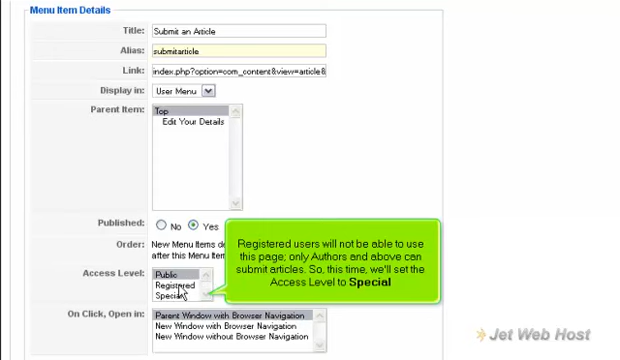 Menu Item Details
Title: Submit an Article
Alias: submitarticle
Link: index.php?option=com_content&view=article&
Display in: User Menu
Parent Item: Top
Edit Your Details
Published: No Yes
Order: New Menu Items de
after this Menu Item
Access Level: Public
Registered
Special
Registered users will not be able to use
this page; only Authors and above can
submit articles. So, this time, we'll set the
Access Level to Special
On Click, Open in: Parent Window with Browser Navigation
New Window with Browser Navigation
New Window without Browser Navigation
Jet Web Host